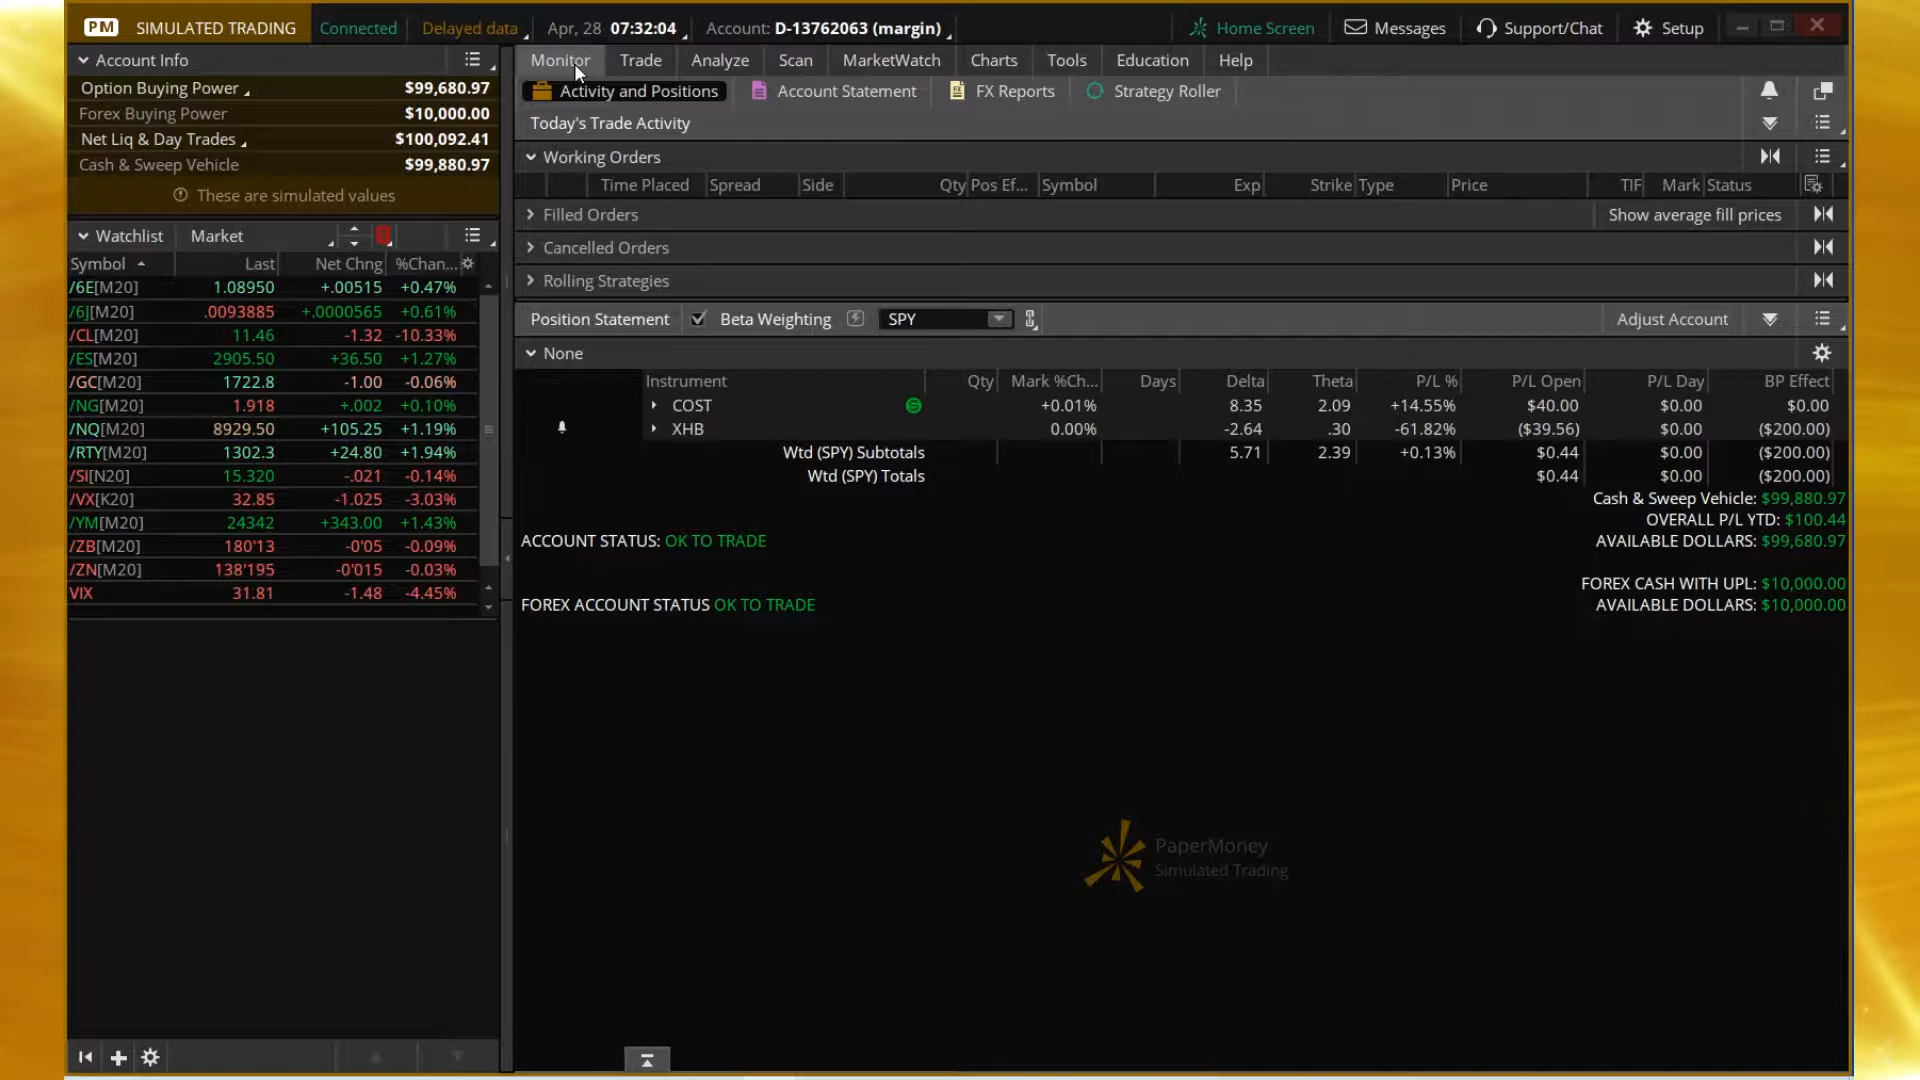 PM SIMULATED TRADING Connected Delayed data Apr, 28 07:32:04 Account: D-13762063 (margin) Home Screen Messages Support/Chat Setup
Account Info
Option Buying Power $99,680.97
Forex Buying Power $10,000.00
Net Liq & Day Trades $100,092.41
Cash & Sweep Vehicle $99,880.97
These are simulated values
Watchlist Market
Symbol Last Net Chng %Chan...
/6E[M20] 1.08950 +.00515 +0.47%
/6J[M20] .0093885 +.0000565 +0.61%
/CL[M20] 11.46 -1.32 -10.33%
/ES[M20] 2905.50 +36.50 +1.27%
/GC[M20] 1722.8 -1.00 -0.06%
/NG[M20] 1.918 +.002 +0.10%
/NQ[M20] 8929.50 +105.25 +1.19%
/RTY[M20] 1302.3 +24.80 +1.94%
/SI[N20] 15.320 -.021 -0.14%
/VX[K20] 32.85 -1.025 -3.03%
/YM[M20] 24342 +343.00 +1.43%
/ZB[M20] 180'13 -0'05 -0.09%
/ZN[M20] 138'195 -0'015 -0.03%
VIX 31.81 -1.48 -4.45%
Monitor Trade Analyze Scan MarketWatch Charts Tools Education Help
Activity and Positions Account Statement FX Reports Strategy Roller
Today's Trade Activity
Working Orders
Time Placed Spread Side Qty Pos Ef... Symbol Exp Strike Type Price TIF Mark Status
Filled Orders Show average fill prices
Cancelled Orders
Rolling Strategies
Position Statement Beta Weighting SPY Adjust Account
None
Instrument Qty Mark %Ch... Days Delta Theta P/L % P/L Open P/L Day BP Effect
COST +0.01% 8.35 2.09 +14.55% $40.00 $0.00 $0.00
XHB 0.00% -2.64 .30 -61.82% ($39.56) $0.00 ($200.00)
Wtd (SPY) Subtotals 5.71 2.39 +0.13% $0.44 $0.00 ($200.00)
Wtd (SPY) Totals $0.44 $0.00 ($200.00)
Cash & Sweep Vehicle: $99,880.97
OVERALL P/L YTD: $100.44
ACCOUNT STATUS: OK TO TRADE AVAILABLE DOLLARS: $99,680.97
FOREX CASH WITH UPL: $10,000.00
FOREX ACCOUNT STATUS OK TO TRADE AVAILABLE DOLLARS: $10,000.00
PaperMoney
Simulated Trading